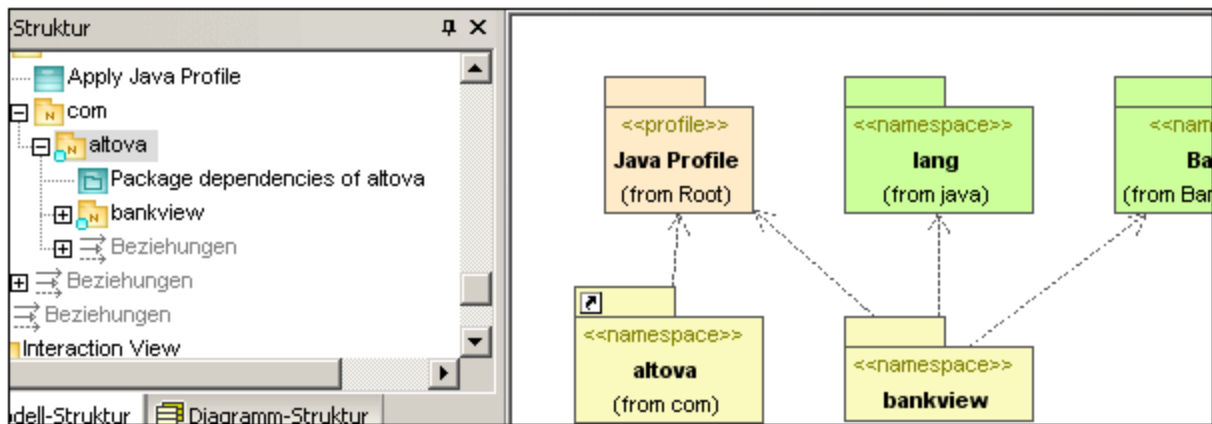 -Struktur
Apply Java Profile
com
altova
Package dependencies of altova
bankview
Beziehungen
Beziehungen
Beziehungen
Interaction View
dell-Struktur
Diagramm-Struktur
<<profile>>
Java Profile
(from Root)
<<namespace>>
lang
(from java)
<<nam
Ba
(from Bar
<<namespace>>
altova
(from com)
<<namespace>>
bankview